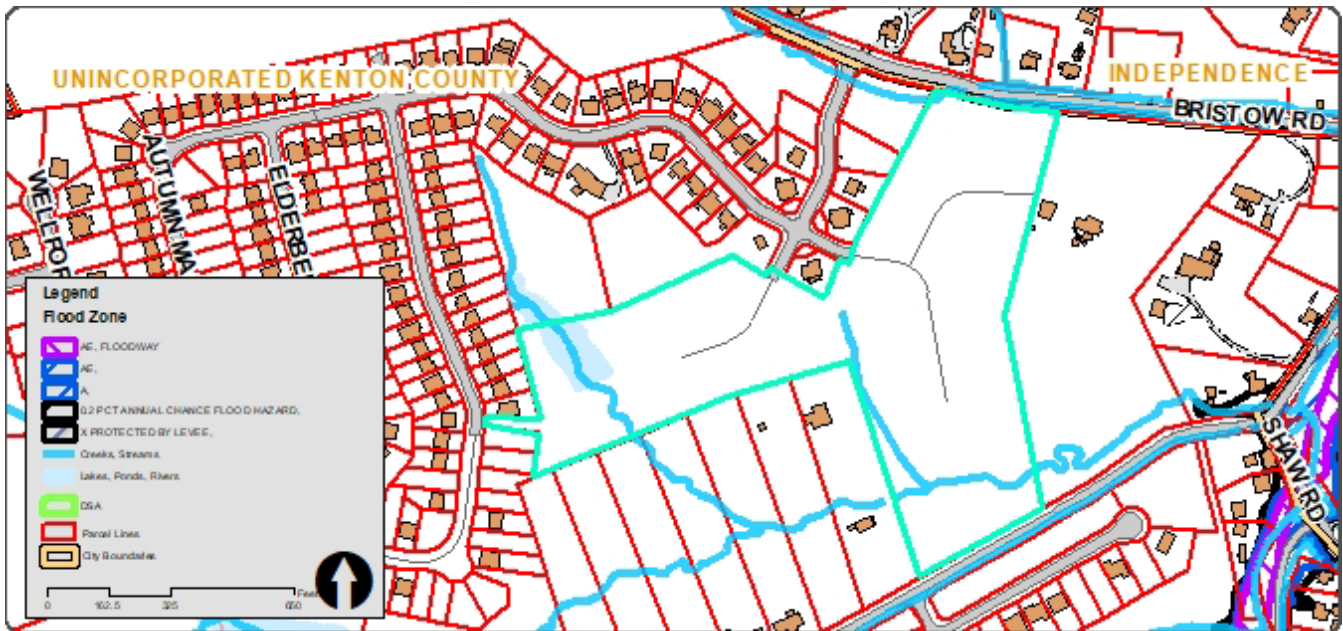 UNINCORPORATED KENTON COUNTY
INDEPENDENCE
BRISTOW RD
AUTUMN MA
ELDERBE
WELLFOR
SHAW RD
Legend
Flood Zone
AE, FLOODWAY
AE,
A,
0.2 PCT ANNUAL CHANCE FLOOD HAZARD,
X PROTECTED BY LEVEE,
Creeks, Streams
Lakes, Ponds, Rivers
DSA
Parcel Lines
City Boundaries
Feet
0 162.5 325 650